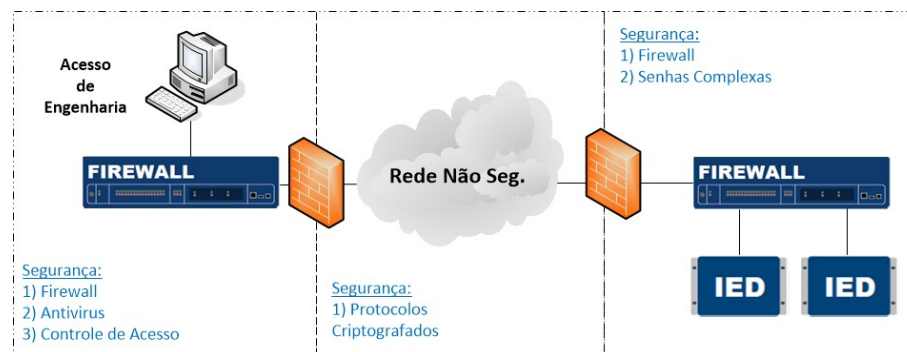 Acesso
de
Engenharia
FIREWALL
Segurança:
1) Firewall
2) Antivirus
3) Controle de Acesso
Rede Não Seg.
Segurança:
1) Protocolos
Criptografados
Segurança:
1) Firewall
2) Senhas Complexas
FIREWALL
IED
IED